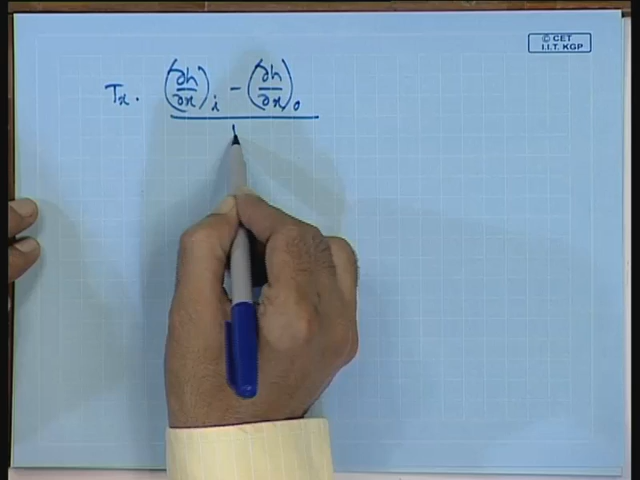 © CET
I.I.T. KGP
Tx . (∂h/∂x)i − (∂h/∂x)o